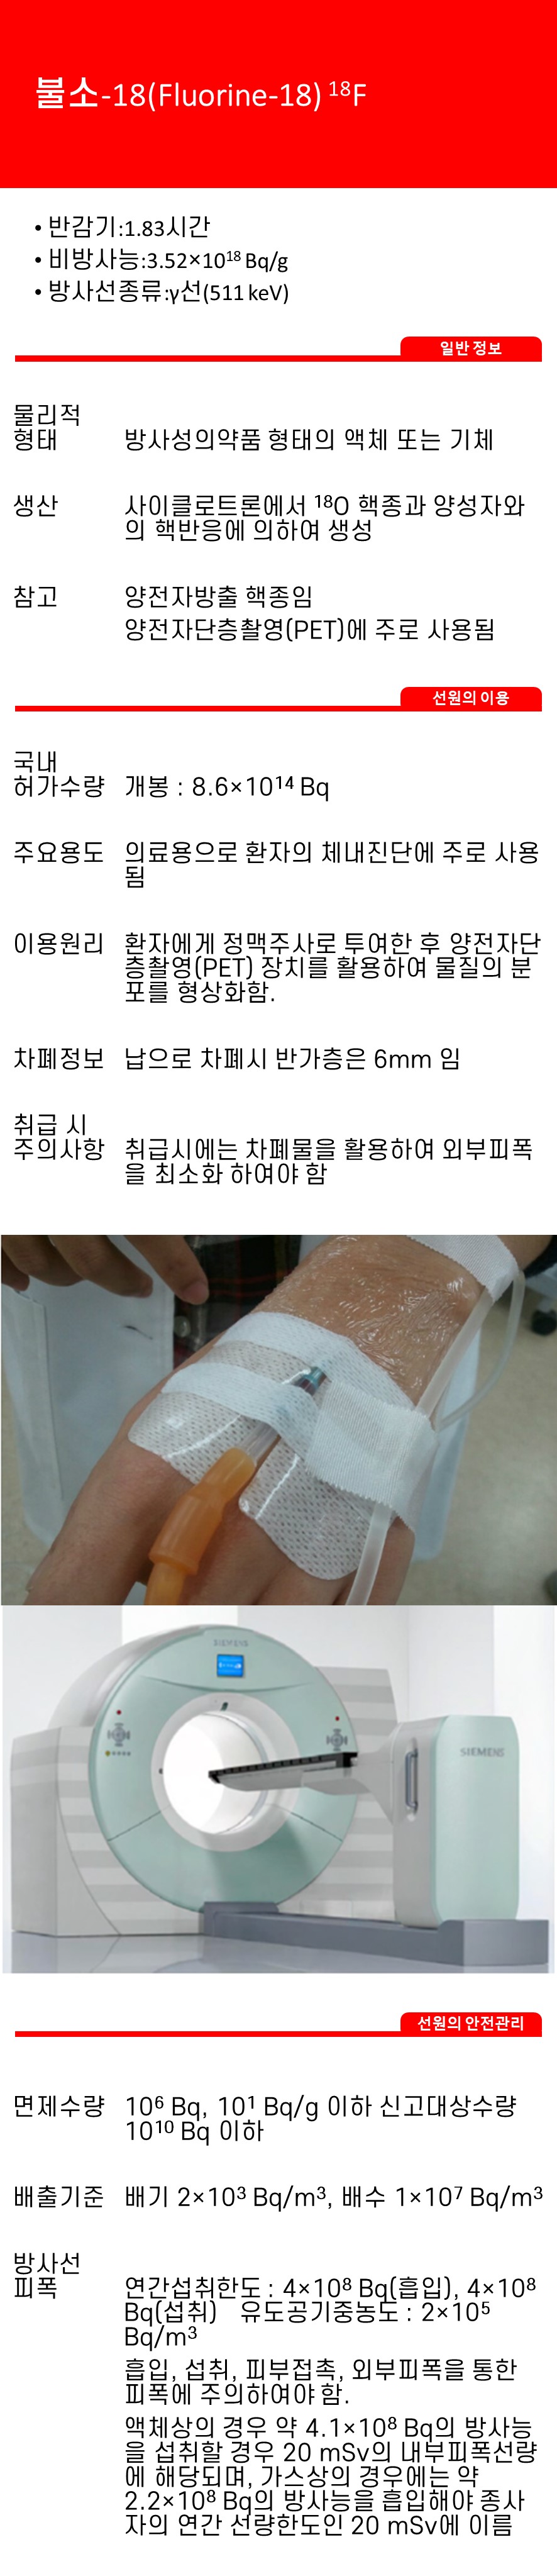 불소-18(Fluorine-18) ¹⁸F
• 반감기:1.83시간
• 비방사능:3.52×10¹⁸ Bq/g
• 방사선종류:γ선(511 keV)
일반 정보
물리적
형태 방사성의약품 형태의 액체 또는 기체
생산 사이클로트론에서 ¹⁸O 핵종과 양성자와
의 핵반응에 의하여 생성
참고 양전자방출 핵종임
양전자단층촬영(PET)에 주로 사용됨
선원의 이용
국내
허가수량 개봉 : 8.6×10¹⁴ Bq
주요용도 의료용으로 환자의 체내진단에 주로 사용
됨
이용원리 환자에게 정맥주사로 투여한 후 양전자단
층촬영(PET) 장치를 활용하여 물질의 분
포를 형상화함.
차폐정보 납으로 차폐시 반가층은 6mm 임
취급 시
주의사항 취급시에는 차폐물을 활용하여 외부피폭
을 최소화 하여야 함
SIEMENS
SIEMENS
선원의 안전관리
면제수량 10⁶ Bq, 10¹ Bq/g 이하 신고대상수량
10¹⁰ Bq 이하
배출기준 배기 2×10³ Bq/m³, 배수 1×10⁷ Bq/m³
방사선
피폭 연간섭취한도 : 4×10⁸ Bq(흡입), 4×10⁸
Bq(섭취) 유도공기중농도 : 2×10⁵
Bq/m³
흡입, 섭취, 피부접촉, 외부피폭을 통한
피폭에 주의하여야 함.
액체상의 경우 약 4.1×10⁸ Bq의 방사능
을 섭취할 경우 20 mSv의 내부피폭선량
에 해당되며, 가스상의 경우에는 약
2.2×10⁸ Bq의 방사능을 흡입해야 종사
자의 연간 선량한도인 20 mSv에 이름